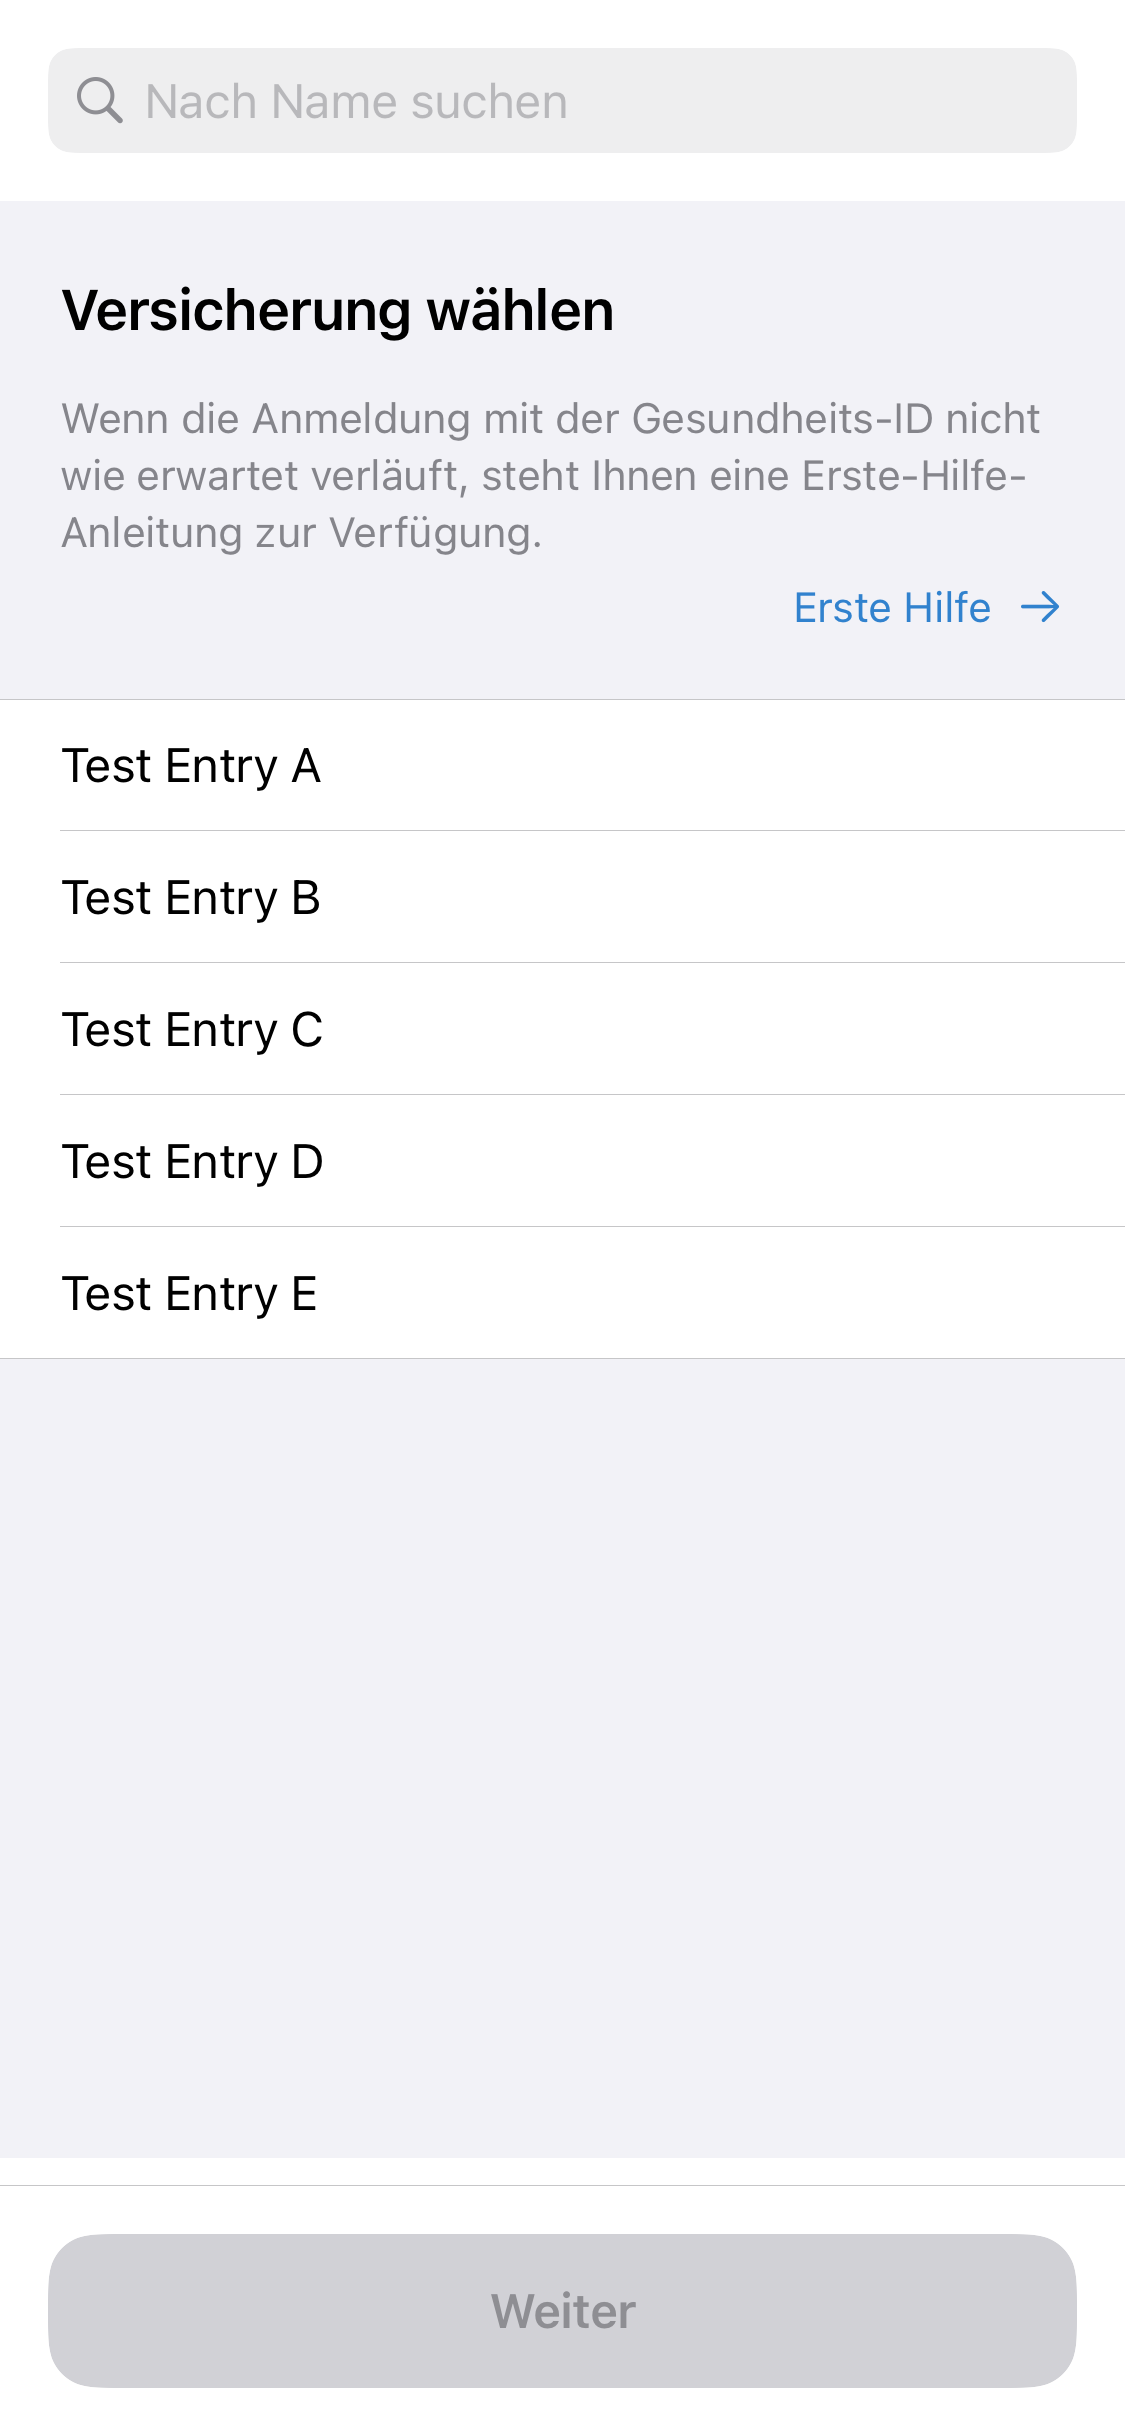 Nach Name suchen
Versicherung wählen
Wenn die Anmeldung mit der Gesundheits-ID nicht
wie erwartet verläuft, steht Ihnen eine Erste-Hilfe-
Anleitung zur Verfügung.
Erste Hilfe →
Test Entry A
Test Entry B
Test Entry C
Test Entry D
Test Entry E
Weiter